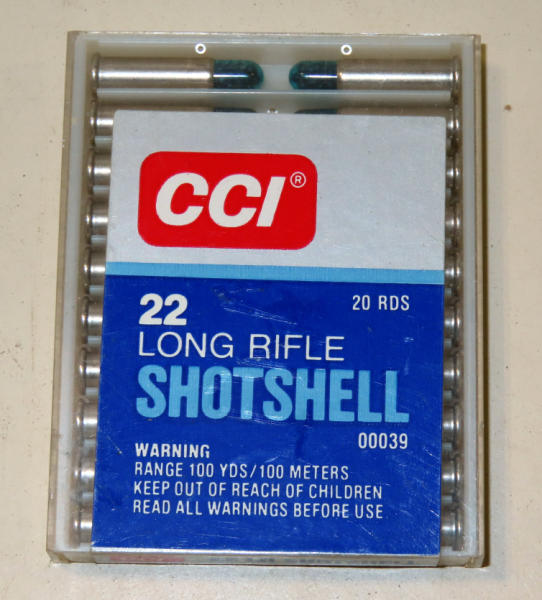 CCI®
22
20 RDS
LONG RIFLE
SHOTSHELL
00039
WARNING
RANGE 100 YDS/100 METERS
KEEP OUT OF REACH OF CHILDREN
READ ALL WARNINGS BEFORE USE